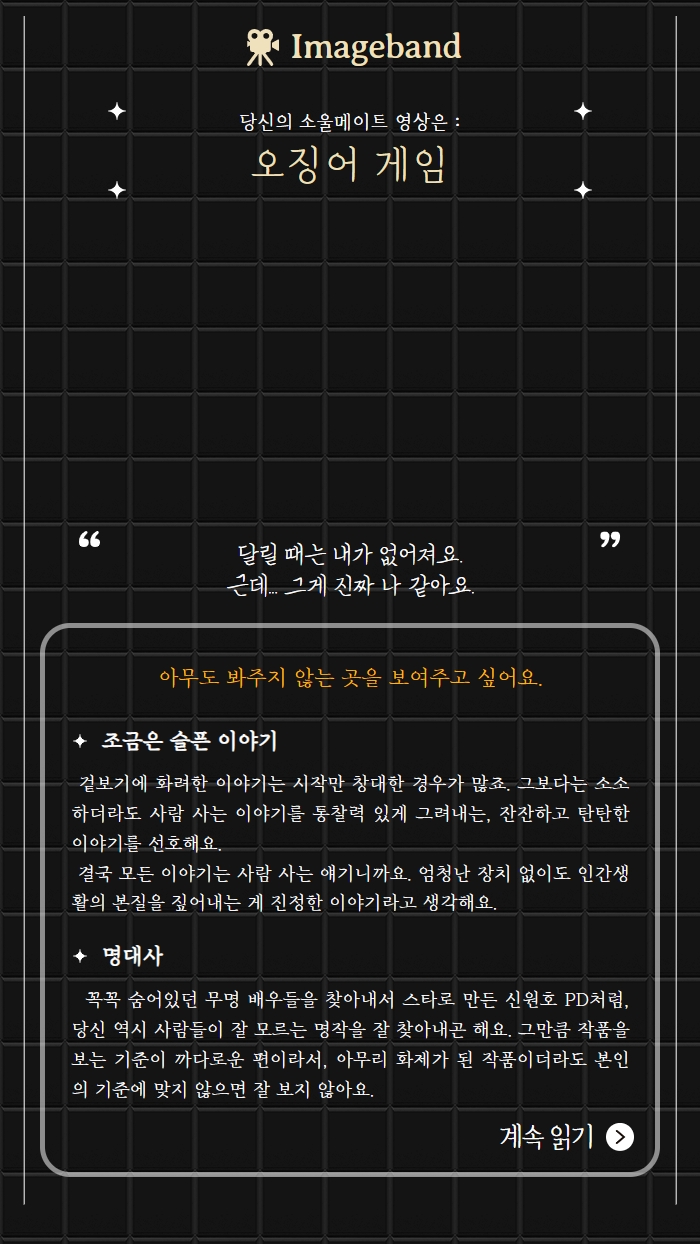 Imageband
당신의 소울메이트 영상은 :
오징어 게임
“ ”
달릴 때는 내가 없어져요.
근데... 그게 진짜 나 같아요.
아무도 봐주지 않는 곳을 보여주고 싶어요.
조금은 슬픈 이야기
겉보기에 화려한 이야기는 시작만 창대한 경우가 많죠. 그보다는 소소
하더라도 사람 사는 이야기를 통찰력 있게 그려내는, 잔잔하고 탄탄한
이야기를 선호해요.
결국 모든 이야기는 사람 사는 얘기니까요. 엄청난 장치 없이도 인간생
활의 본질을 짚어내는 게 진정한 이야기라고 생각해요.
명대사
꼭꼭 숨어있던 무명 배우들을 찾아내서 스타로 만든 신원호 PD처럼,
당신 역시 사람들이 잘 모르는 명작을 잘 찾아내곤 해요. 그만큼 작품을
보는 기준이 까다로운 편이라서, 아무리 화제가 된 작품이더라도 본인
의 기준에 맞지 않으면 잘 보지 않아요.
계속 읽기